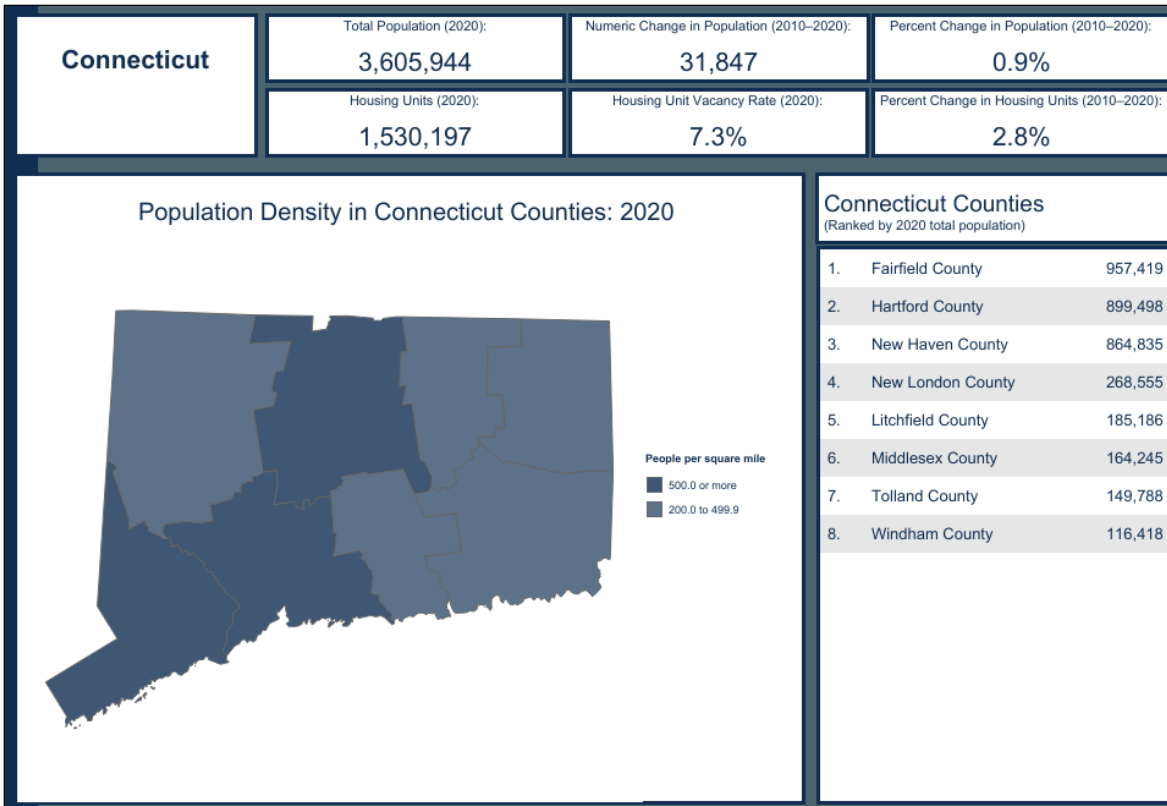 Connecticut
Total Population (2020):
3,605,944
Numeric Change in Population (2010–2020):
31,847
Percent Change in Population (2010–2020):
0.9%
Housing Units (2020):
1,530,197
Housing Unit Vacancy Rate (2020):
7.3%
Percent Change in Housing Units (2010–2020):
2.8%
Population Density in Connecticut Counties: 2020
People per square mile
500.0 or more
200.0 to 499.9
Connecticut Counties
(Ranked by 2020 total population)
1. Fairfield County 957,419
2. Hartford County 899,498
3. New Haven County 864,835
4. New London County 268,555
5. Litchfield County 185,186
6. Middlesex County 164,245
7. Tolland County 149,788
8. Windham County 116,418